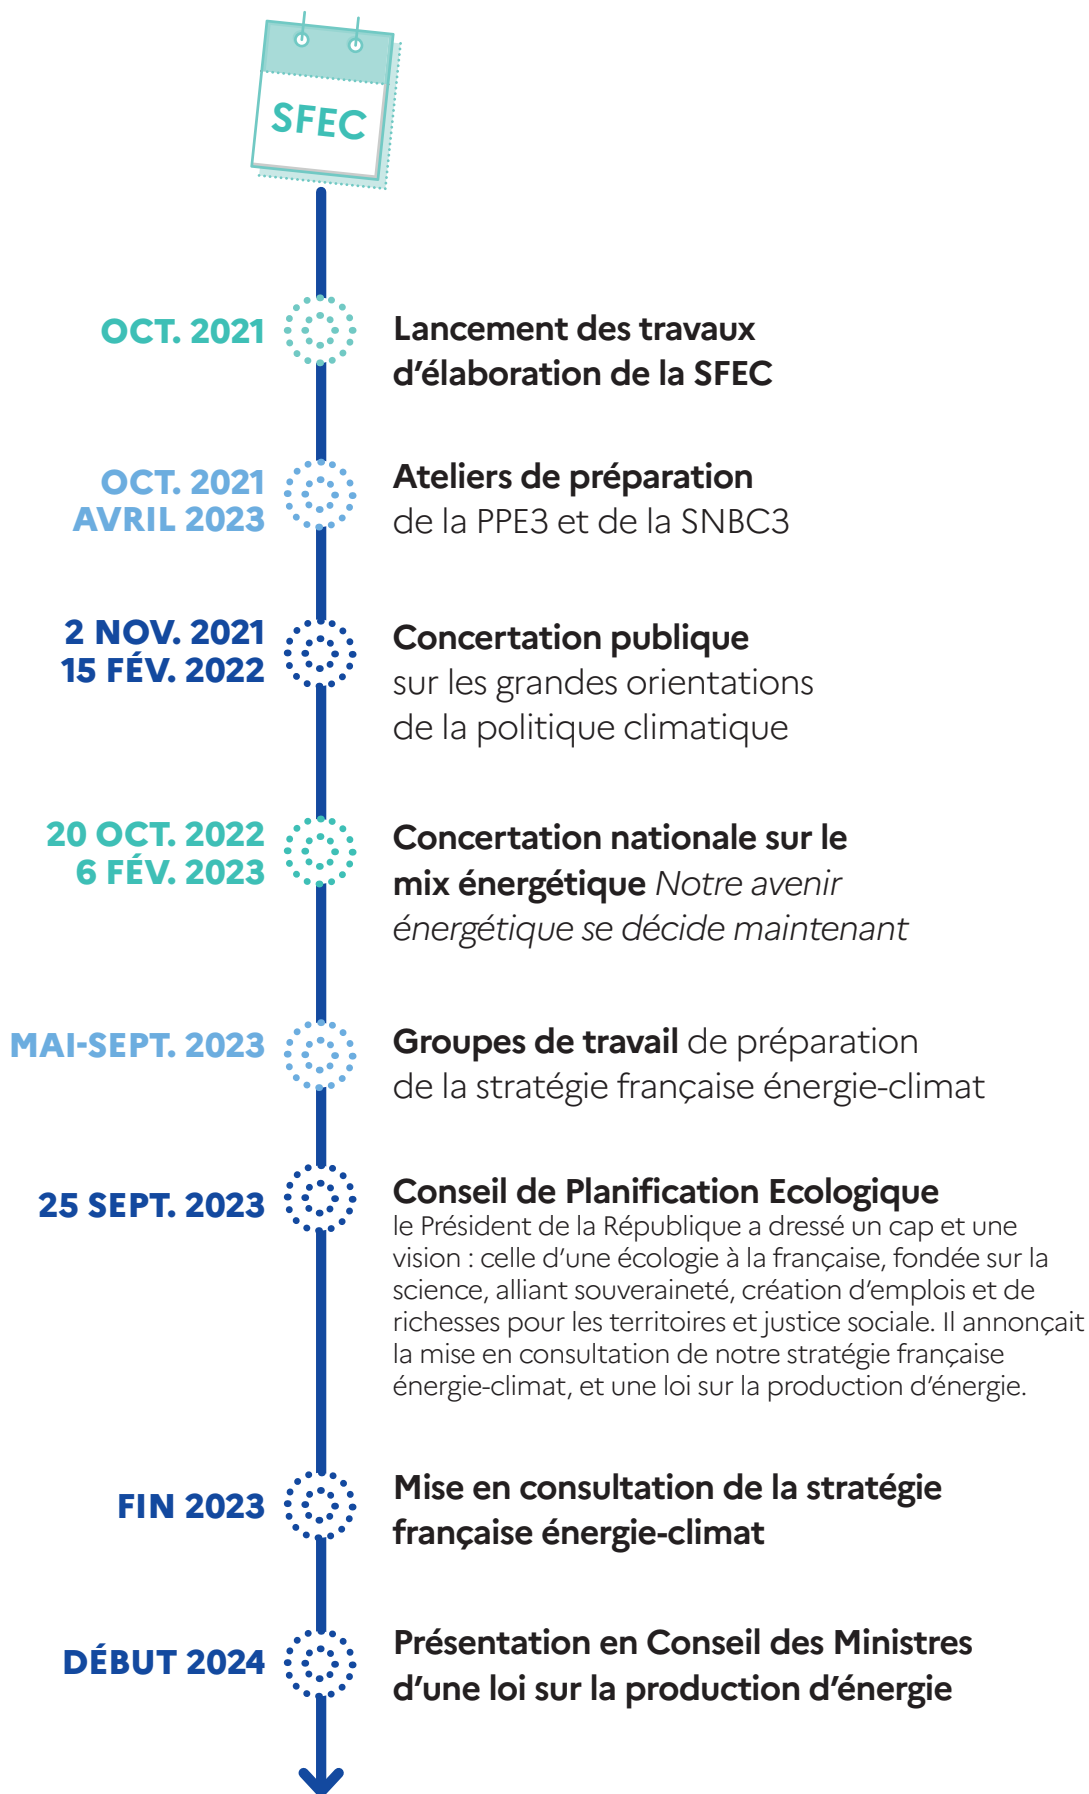 SFEC
OCT. 2021
Lancement des travaux
d’élaboration de la SFEC
OCT. 2021
AVRIL 2023
Ateliers de préparation
de la PPE3 et de la SNBC3
2 NOV. 2021
15 FÉV. 2022
Concertation publique
sur les grandes orientations
de la politique climatique
20 OCT. 2022
6 FÉV. 2023
Concertation nationale sur le
mix énergétique Notre avenir
énergétique se décide maintenant
MAI-SEPT. 2023
Groupes de travail de préparation
de la stratégie française énergie-climat
25 SEPT. 2023
Conseil de Planification Ecologique
le Président de la République a dressé un cap et une
vision : celle d’une écologie à la française, fondée sur la
science, alliant souveraineté, création d’emplois et de
richesses pour les territoires et justice sociale. Il annonçait
la mise en consultation de notre stratégie française
énergie-climat, et une loi sur la production d’énergie.
FIN 2023
Mise en consultation de la stratégie
française énergie-climat
DÉBUT 2024
Présentation en Conseil des Ministres
d’une loi sur la production d’énergie